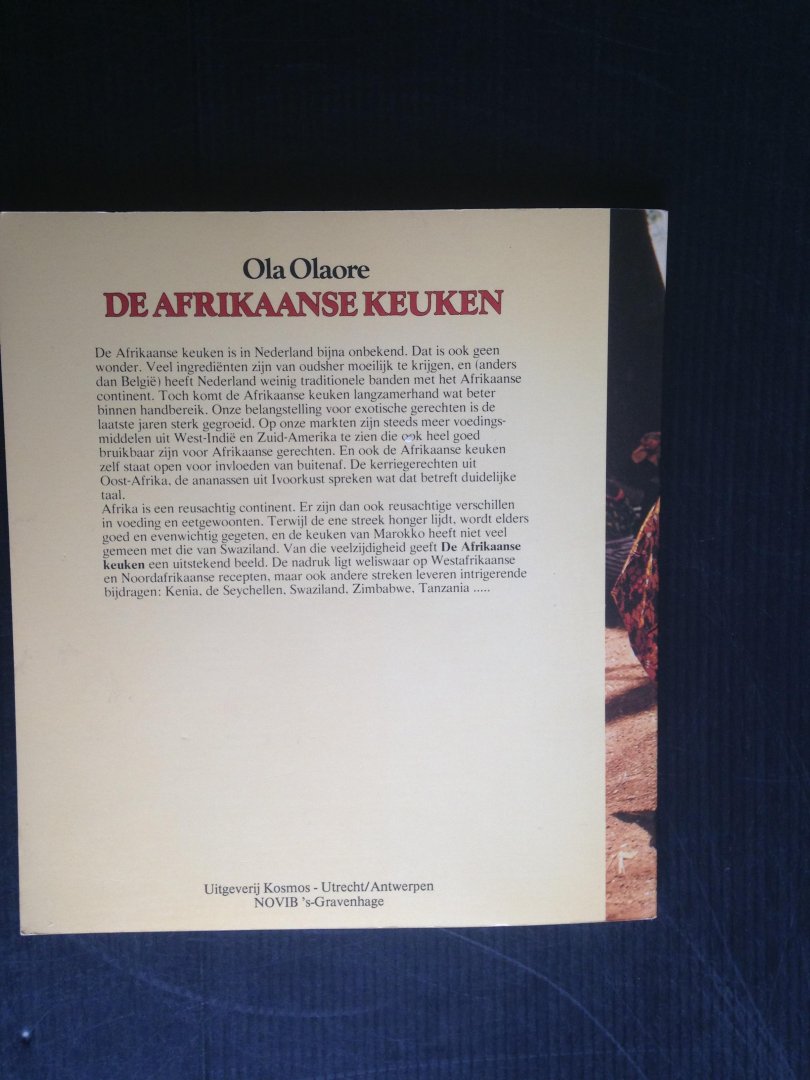 Ola Olaore
DE AFRIKAANSE KEUKEN
De Afrikaanse keuken is in Nederland bijna onbekend. Dat is ook geen
wonder. Veel ingrediënten zijn van oudsher moeilijk te krijgen, en (anders
dan België) heeft Nederland weinig traditionele banden met het Afrikaanse
continent. Toch komt de Afrikaanse keuken langzamerhand wat beter
binnen handbereik. Onze belangstelling voor exotische gerechten is de
laatste jaren sterk gegroeid. Op onze markten zijn steeds meer voedings-
middelen uit West-Indië en Zuid-Amerika te zien die ook heel goed
bruikbaar zijn voor Afrikaanse gerechten. En ook de Afrikaanse keuken
zelf staat open voor invloeden van buitenaf. De kerriegerechten uit
Oost-Afrika, de ananassen uit Ivoorkust spreken wat dat betreft duidelijke
taal.
Afrika is een reusachtig continent. Er zijn dan ook reusachtige verschillen
in voeding en eetgewoonten. Terwijl de ene streek honger lijdt, wordt elders
goed en evenwichtig gegeten, en de keuken van Marokko heeft niet veel
gemeen met die van Swaziland. Van die veelzijdigheid geeft De Afrikaanse
keuken een uitstekend beeld. De nadruk ligt weliswaar op Westafrikaanse
en Noordafrikaanse recepten, maar ook andere streken leveren intrigerende
bijdragen: Kenia, de Seychellen, Swaziland, Zimbabwe, Tanzania .....
Uitgeverij Kosmos - Utrecht/Antwerpen
NOVIB 's-Gravenhage